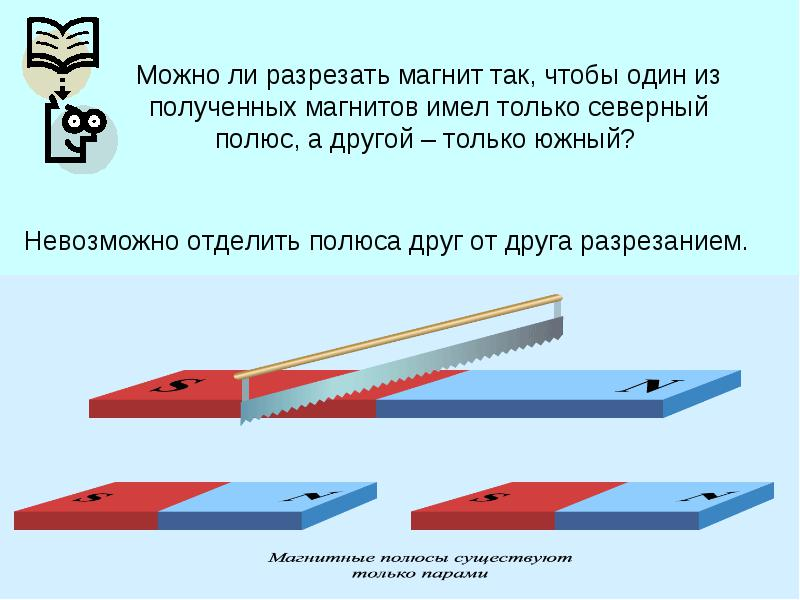 Можно ли разрезать магнит так, чтобы один из
полученных магнитов имел только северный
полюс, а другой – только южный?
Невозможно отделить полюса друг от друга разрезанием.
S
N
S
N
S
N
Магнитные полюсы существуют
только парами